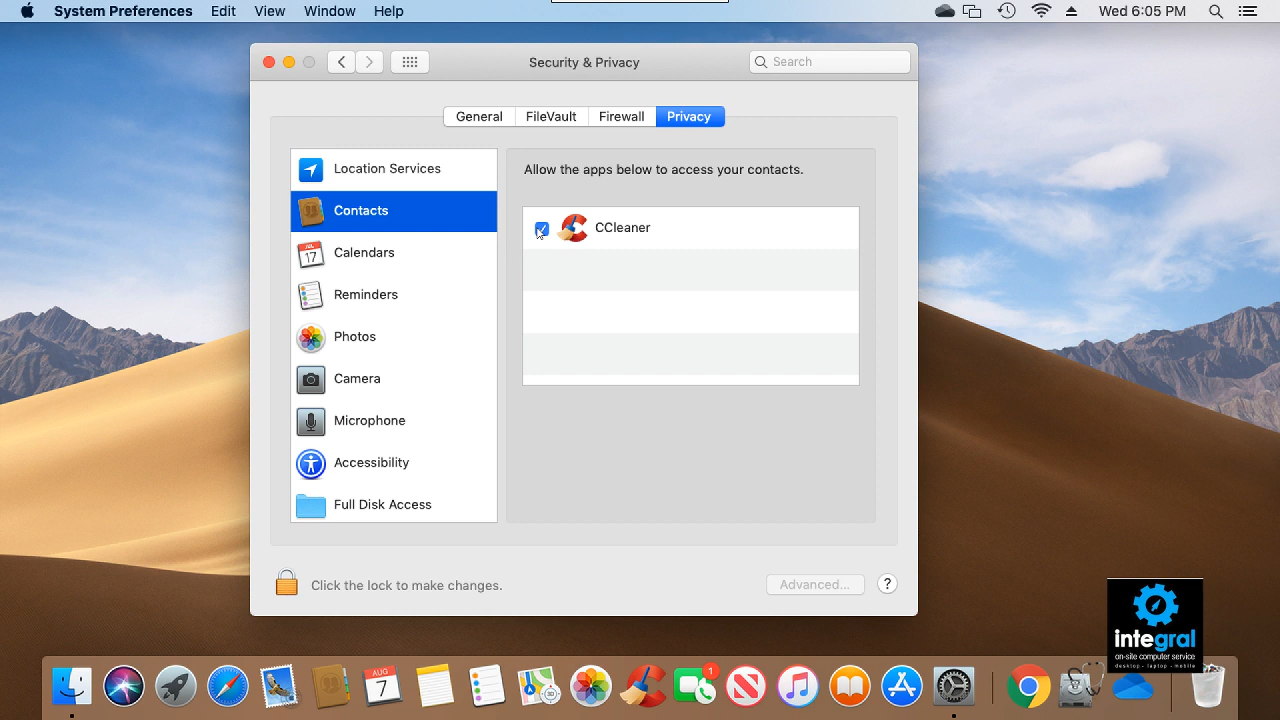 System Preferences Edit View Window Help
Wed 6:05 PM
Security & Privacy
Search
General FileVault Firewall Privacy
Location Services
Contacts
Calendars
Reminders
Photos
Camera
Microphone
Accessibility
Full Disk Access
Allow the apps below to access your contacts.
CCleaner
JUL
17
Click the lock to make changes.
Advanced...
?
integral
on-site computer service
desktop - laptop - mobile
AUG
7
1